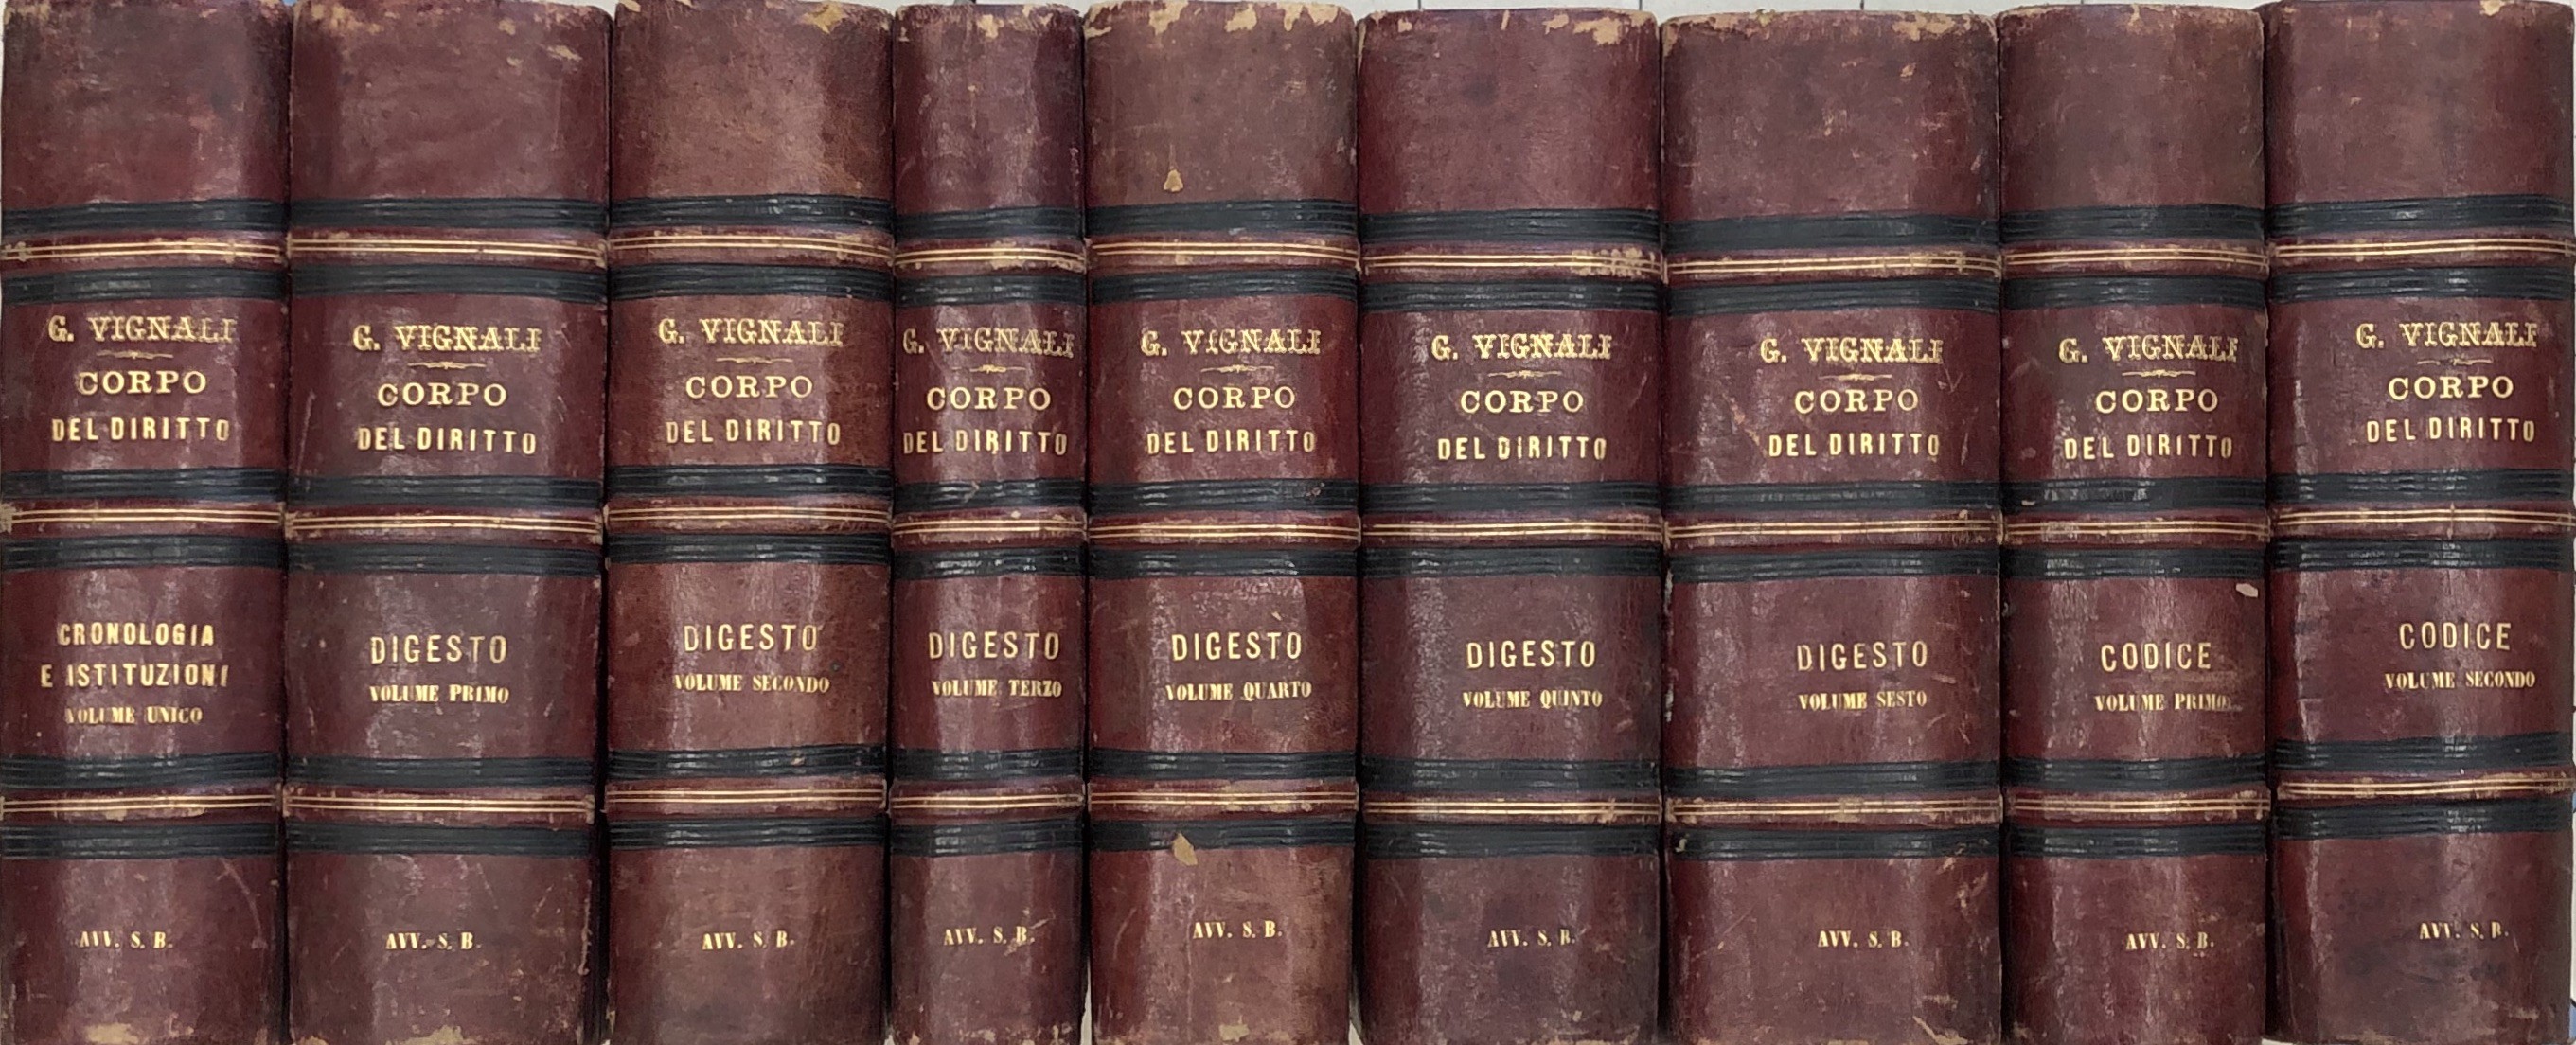 G. VIGNALI
CORPO
DEL DIRITTO
CRONOLOGIA
E ISTITUZIONI
VOLUME UNICO
AVV. S. B.
G. VIGNALI
CORPO
DEL DIRITTO
DIGESTO
VOLUME PRIMO
AVV. S. B.
G. VIGNALI
CORPO
DEL DIRITTO
DIGESTO
VOLUME SECONDO
AVV. S. B.
G. VIGNALI
CORPO
DEL DIRITTO
DIGESTO
VOLUME TERZO
AVV. S. B.
G. VIGNALI
CORPO
DEL DIRITTO
DIGESTO
VOLUME QUARTO
AVV. S. B.
G. VIGNALI
CORPO
DEL DIRITTO
DIGESTO
VOLUME QUINTO
AVV. S. B.
G. VIGNALI
CORPO
DEL DIRITTO
DIGESTO
VOLUME SESTO
AVV. S. B.
G. VIGNALI
CORPO
DEL DIRITTO
CODICE
VOLUME PRIMO
AVV. S. B.
G. VIGNALI
CORPO
DEL DIRITTO
CODICE
VOLUME SECONDO
AVV. S. B.